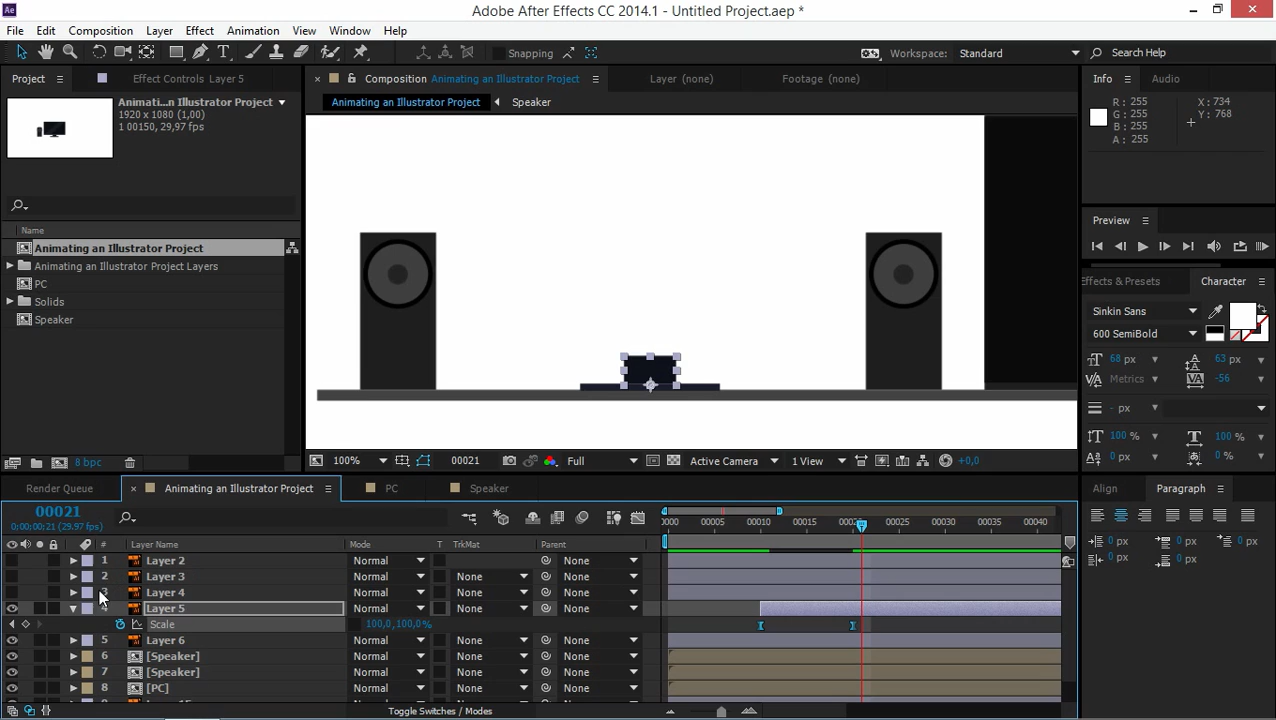 Adobe After Effects CC 2014.1 - Untitled Project.aep *
File Edit Composition Layer Effect Animation View Window Help
Snapping
Workspace: Standard
Search Help
Project
Effect Controls Layer 5
Composition Animating an Illustrator Project
Layer (none)
Footage (none)
Info
Audio
Animating an Illustrator Project
Speaker
Animati...n Illustrator Project
1920 x 1080 (1,00)
1 00150, 29,97 fps
R: 255
G: 255
B: 255
A: 255
X: 734
Y: 768
Name
Animating an Illustrator Project
Animating an Illustrator Project Layers
PC
Solids
Speaker
Preview
Effects & Presets
Character
Sinkin Sans
600 SemiBold
68 px
63 px
Metrics
-56
- px
100 %
100 %
0 px
0 %
8 bpc
100%
00021
Full
Active Camera
1 View
+0,0
Render Queue
Animating an Illustrator Project
PC
Speaker
Align
Paragraph
00021
0;00;00;21 (29.97 fps)
00005
00010
00015
00025
00030
00035
00040
# Layer Name
Mode
T TrkMat
Parent
1 Layer 2 Normal None
2 Layer 3 Normal None None
Layer 4 Normal None None
Layer 5 Normal None None
Scale 100,0,100,0%
5 Layer 6 Normal None None
6 [Speaker] Normal None None
7 [Speaker] Normal None None
8 [PC] Normal None None
0 px
0 px
0 px
0 px
0 px
Toggle Switches / Modes